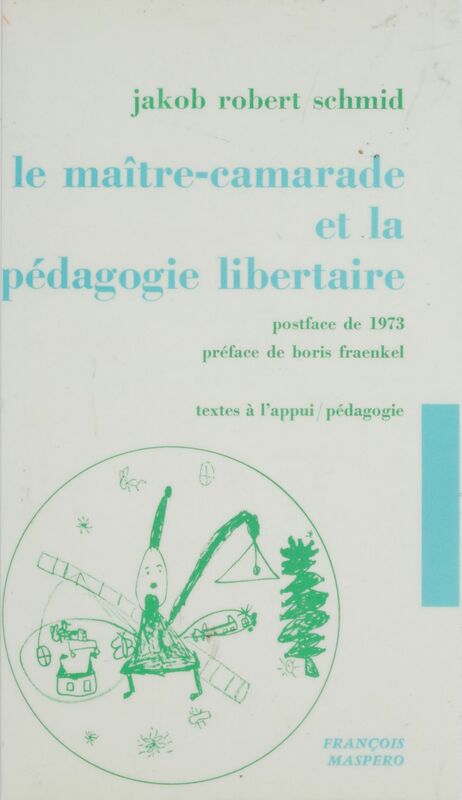 jakob robert schmid
le maître-camarade
et la
pédagogie libertaire
postface de 1973
préface de boris fraenkel
textes à l'appui / pédagogie
FRANÇOIS
MASPERO